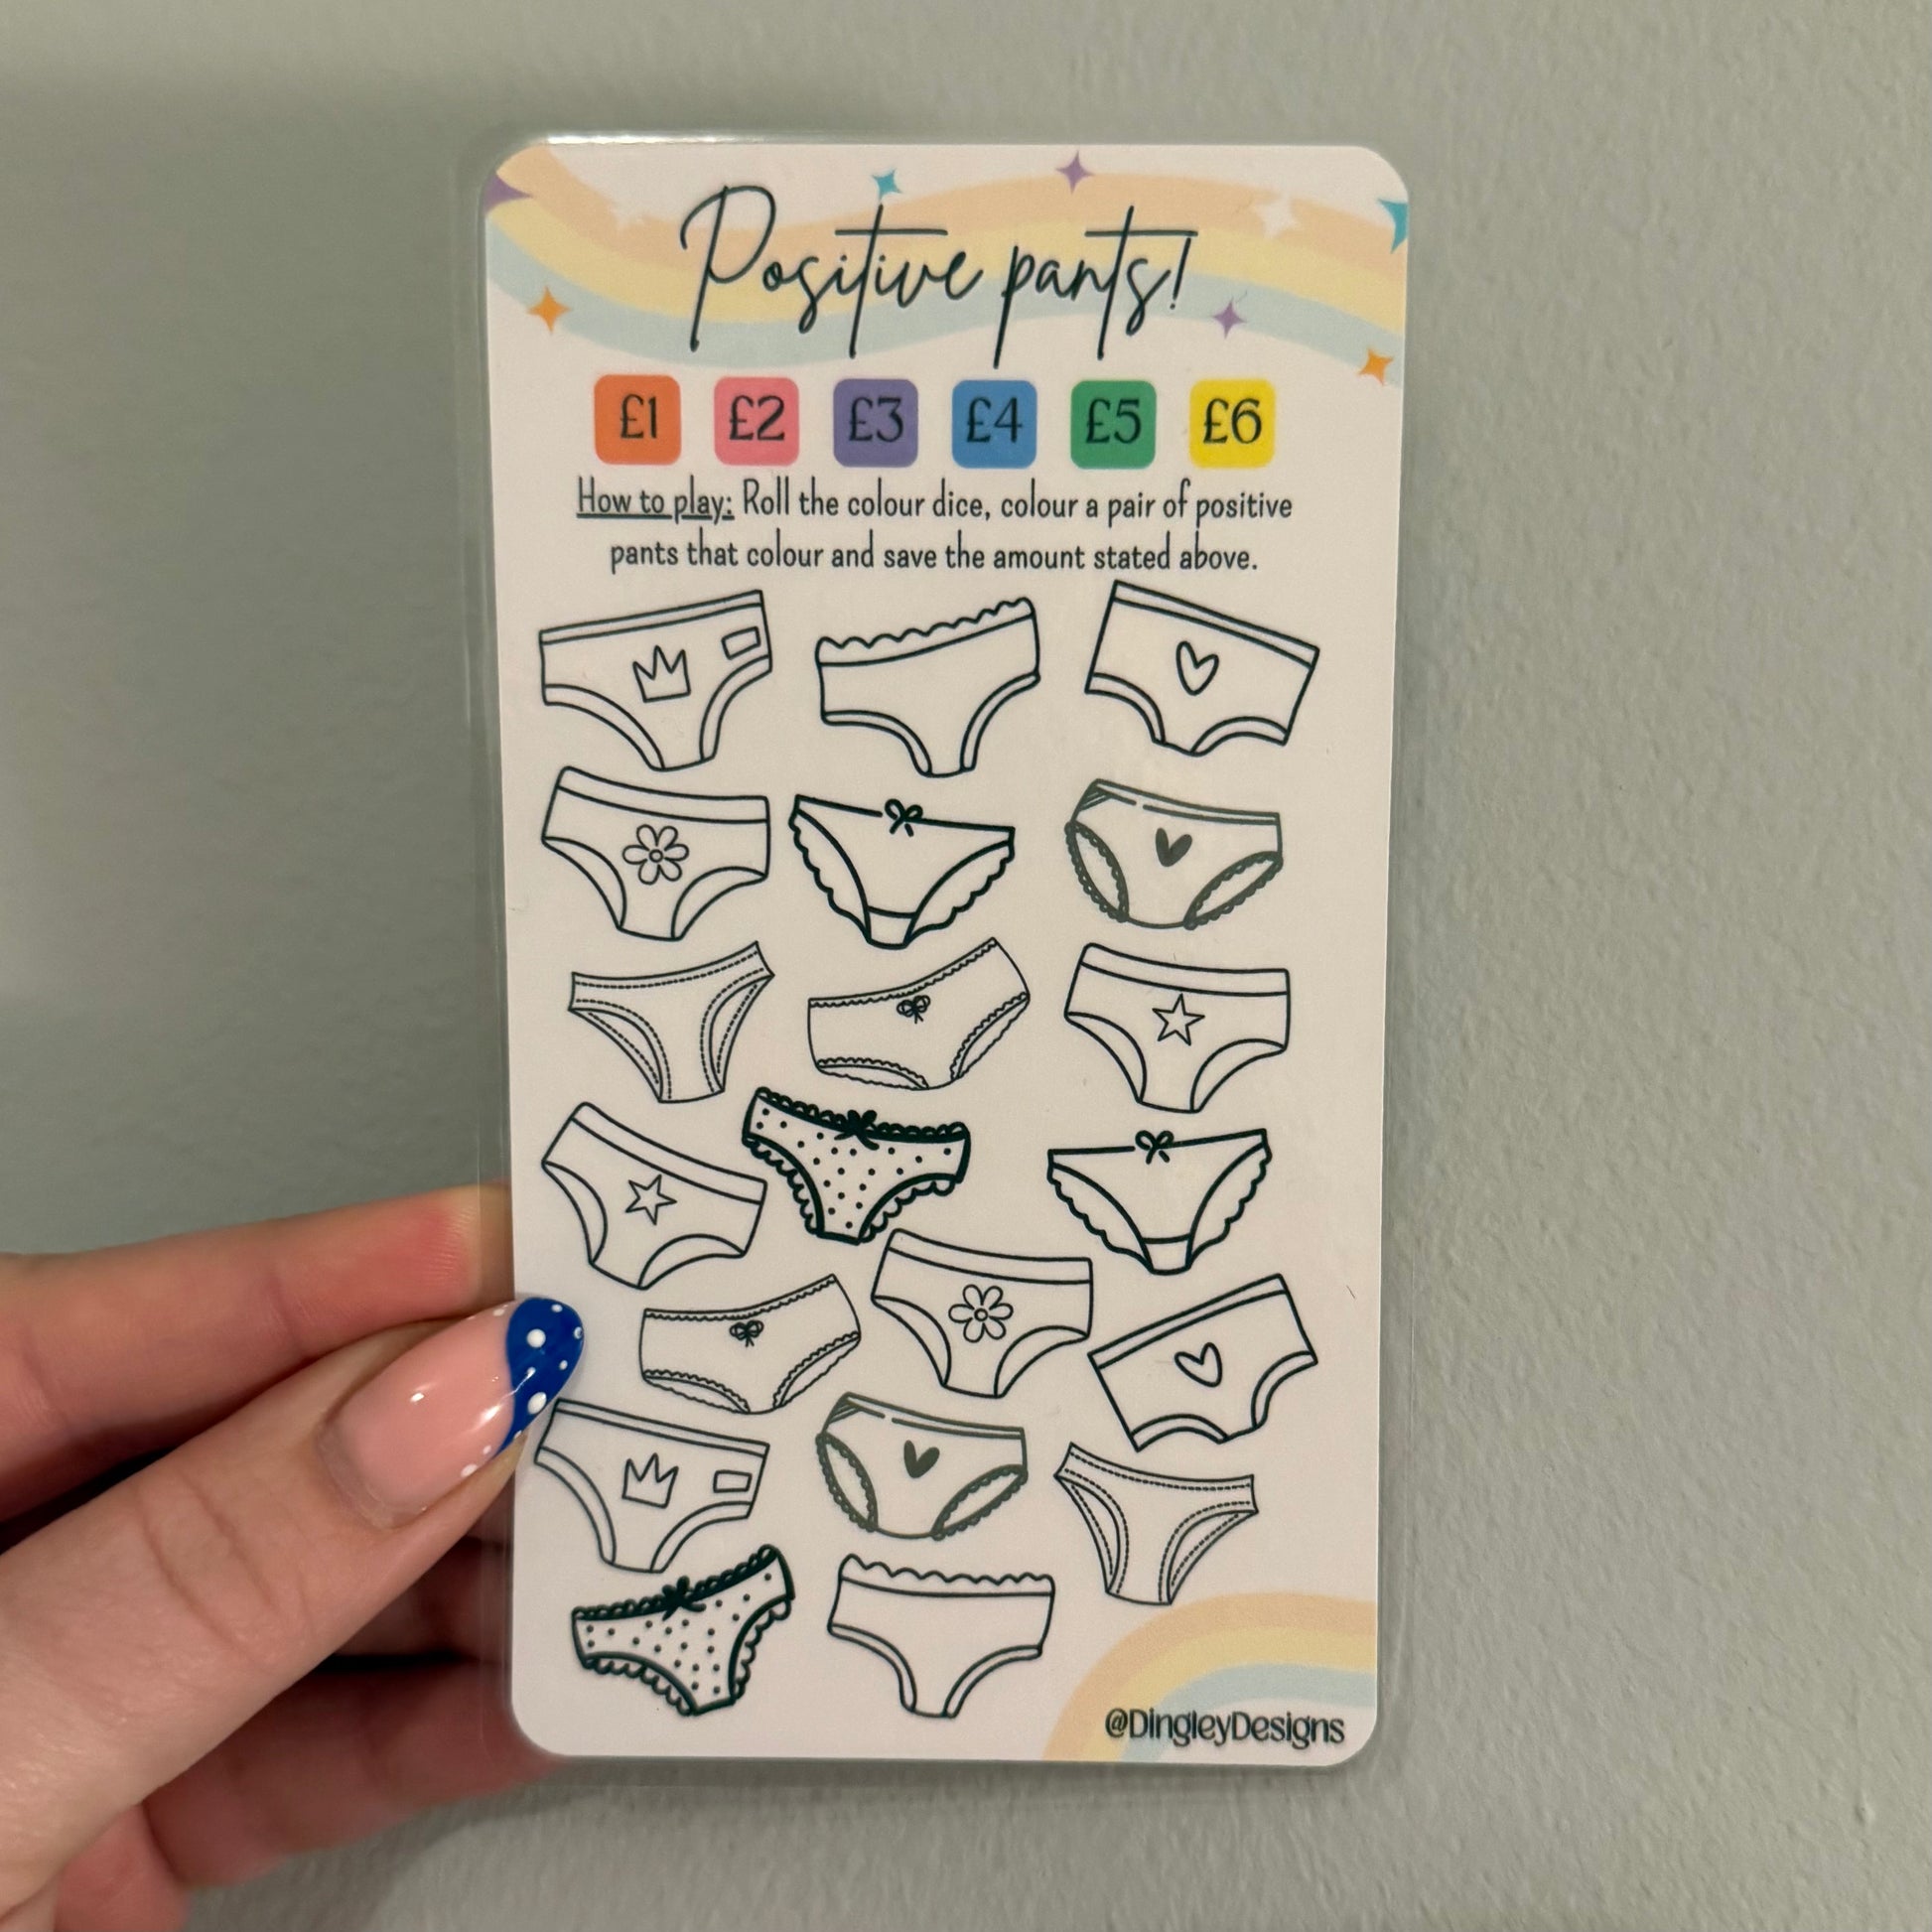 Positive pants!
£1 £2 £3 £4 £5 £6
How to play: Roll the colour dice, colour a pair of positive
pants that colour and save the amount stated above.
@DingleyDesigns